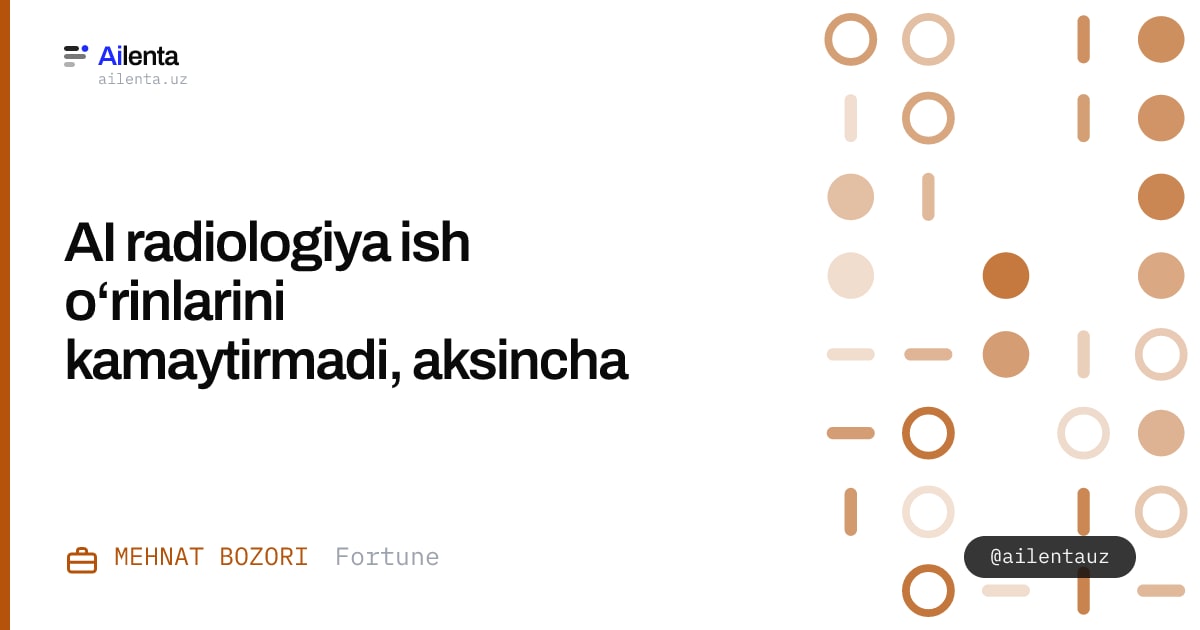 Ailenta
ailenta.uz
AI radiologiya ish
o‘rinlarini
kamaytirmadi, aksincha
MEHNAT BOZORI Fortune
@ailentauz